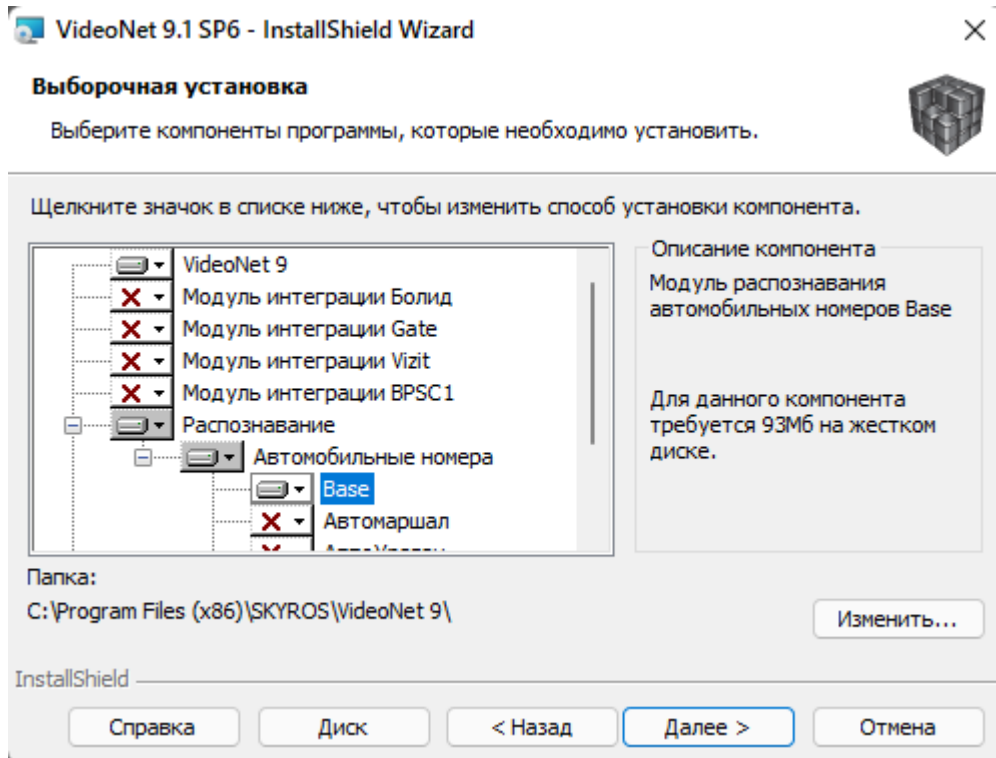 VideoNet 9.1 SP6 - InstallShield Wizard
Выборочная установка
Выберите компоненты программы, которые необходимо установить.
Щелкните значок в списке ниже, чтобы изменить способ установки компонента.
VideoNet 9
Модуль интеграции Болид
Модуль интеграции Gate
Модуль интеграции Vizit
Модуль интеграции BPSC1
Распознавание
Автомобильные номера
Base
Автомаршал
Описание компонента
Модуль распознавания
автомобильных номеров Base
Для данного компонента
требуется 93Мб на жестком
диске.
Папка:
C:\Program Files (x86)\SKYROS\VideoNet 9\
Изменить...
InstallShield
Справка
Диск
< Назад
Далее >
Отмена